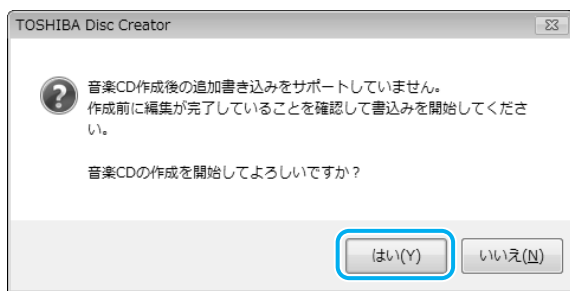 TOSHIBA Disc Creator
音楽CD作成後の追加書き込みをサポートしていません。
作成前に編集が完了していることを確認して書込みを開始してくださ
い。
音楽CDの作成を開始してよろしいですか？
はい(Y)
いいえ(N)